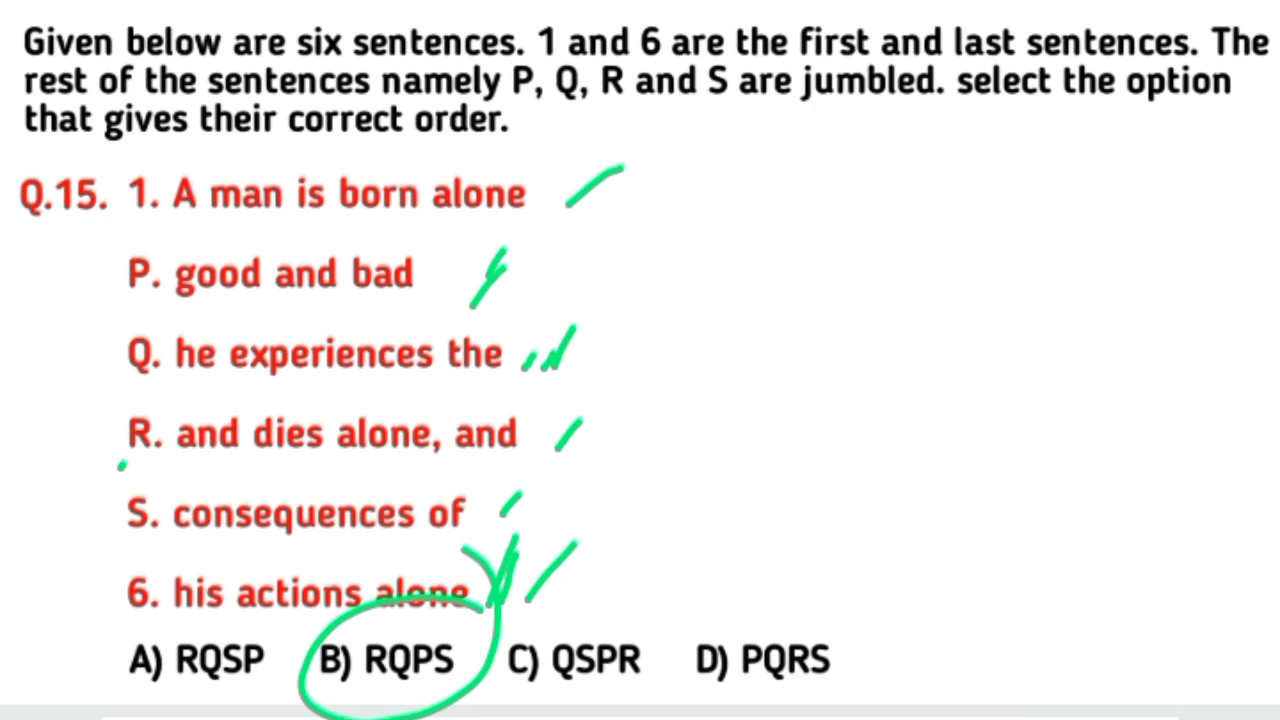 Given below are six sentences. 1 and 6 are the first and last sentences. The
rest of the sentences namely P, Q, R and S are jumbled. select the option
that gives their correct order.
Q.15. 1. A man is born alone
P. good and bad
Q. he experiences the
R. and dies alone, and
S. consequences of
6. his actions alone
A) RQSP B) RQPS C) QSPR D) PQRS